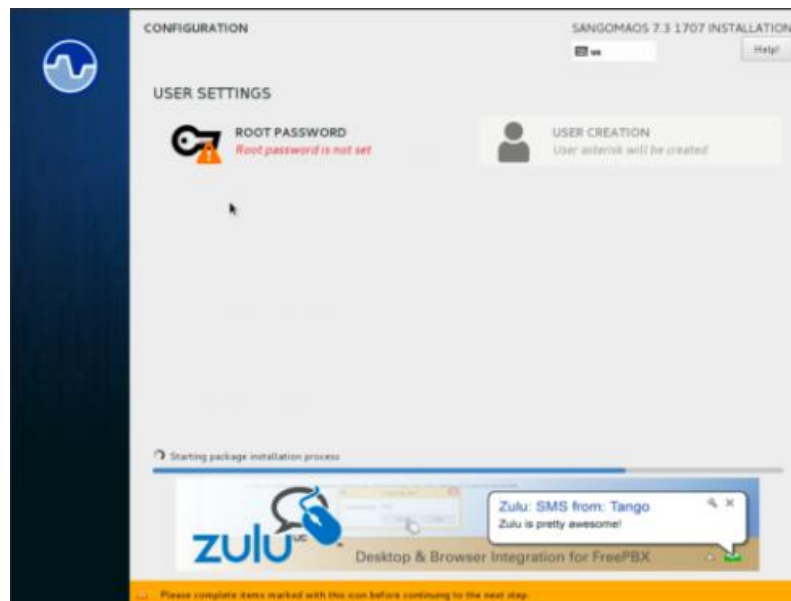 CONFIGURATION
SANGOMAOS 7.3 1707 INSTALLATION
us
Help!
USER SETTINGS
ROOT PASSWORD
Root password is not set
USER CREATION
User asterisk will be created
Starting package installation process
Zulu: SMS from: Tango
Zulu is pretty awesome!
zulu UC
Desktop & Browser Integration for FreePBX
Please complete items marked with this icon before continuing to the next step.